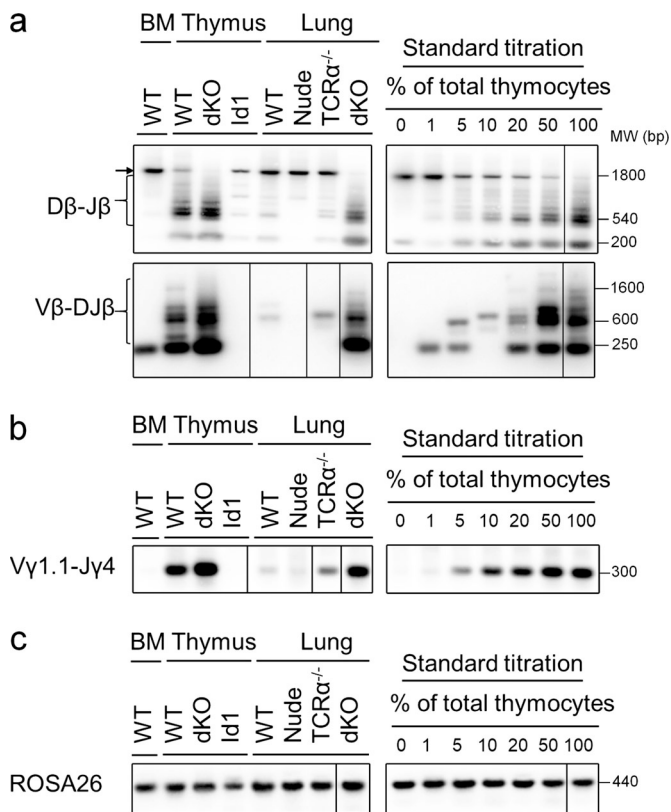 a
BM Thymus Lung
Standard titration
% of total thymocytes
WT WT dKO Id1 WT Nude TCRα⁻/⁻ dKO
0 1 5 10 20 50 100
MW (bp)
Dβ-Jβ
1800
540
200
Vβ-DJβ
1600
600
250
b
BM Thymus Lung
Standard titration
% of total thymocytes
WT WT dKO Id1 WT Nude TCRα⁻/⁻ dKO
0 1 5 10 20 50 100
Vγ1.1-Jγ4
300
c
BM Thymus Lung
Standard titration
% of total thymocytes
WT WT dKO Id1 WT Nude TCRα⁻/⁻ dKO
0 1 5 10 20 50 100
ROSA26
440